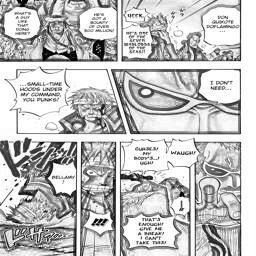 DON
QUIXOTE
DOFLAMINGO
HE'S ONE
OF THE
SEVEN
WARLORDS
OF THE
SEA!!
HE'S GOT
A BOUNTY
OF OVER
300 MILLION!
WHAT'S
A GUY
LIKE THAT
DOING
HERE?
I DON'T
NEED...
...SMALL-TIME
HOODS UNDER
MY COMMAND,
YOU PUNKS!
WAUGH!
CURSES!
MY
BODY'S...!
UGH!
THAT'S
ENOUGH!
GIVE ME
A BREAK!
I CAN'T
TAKE THIS!
!!!
BELLAMY!